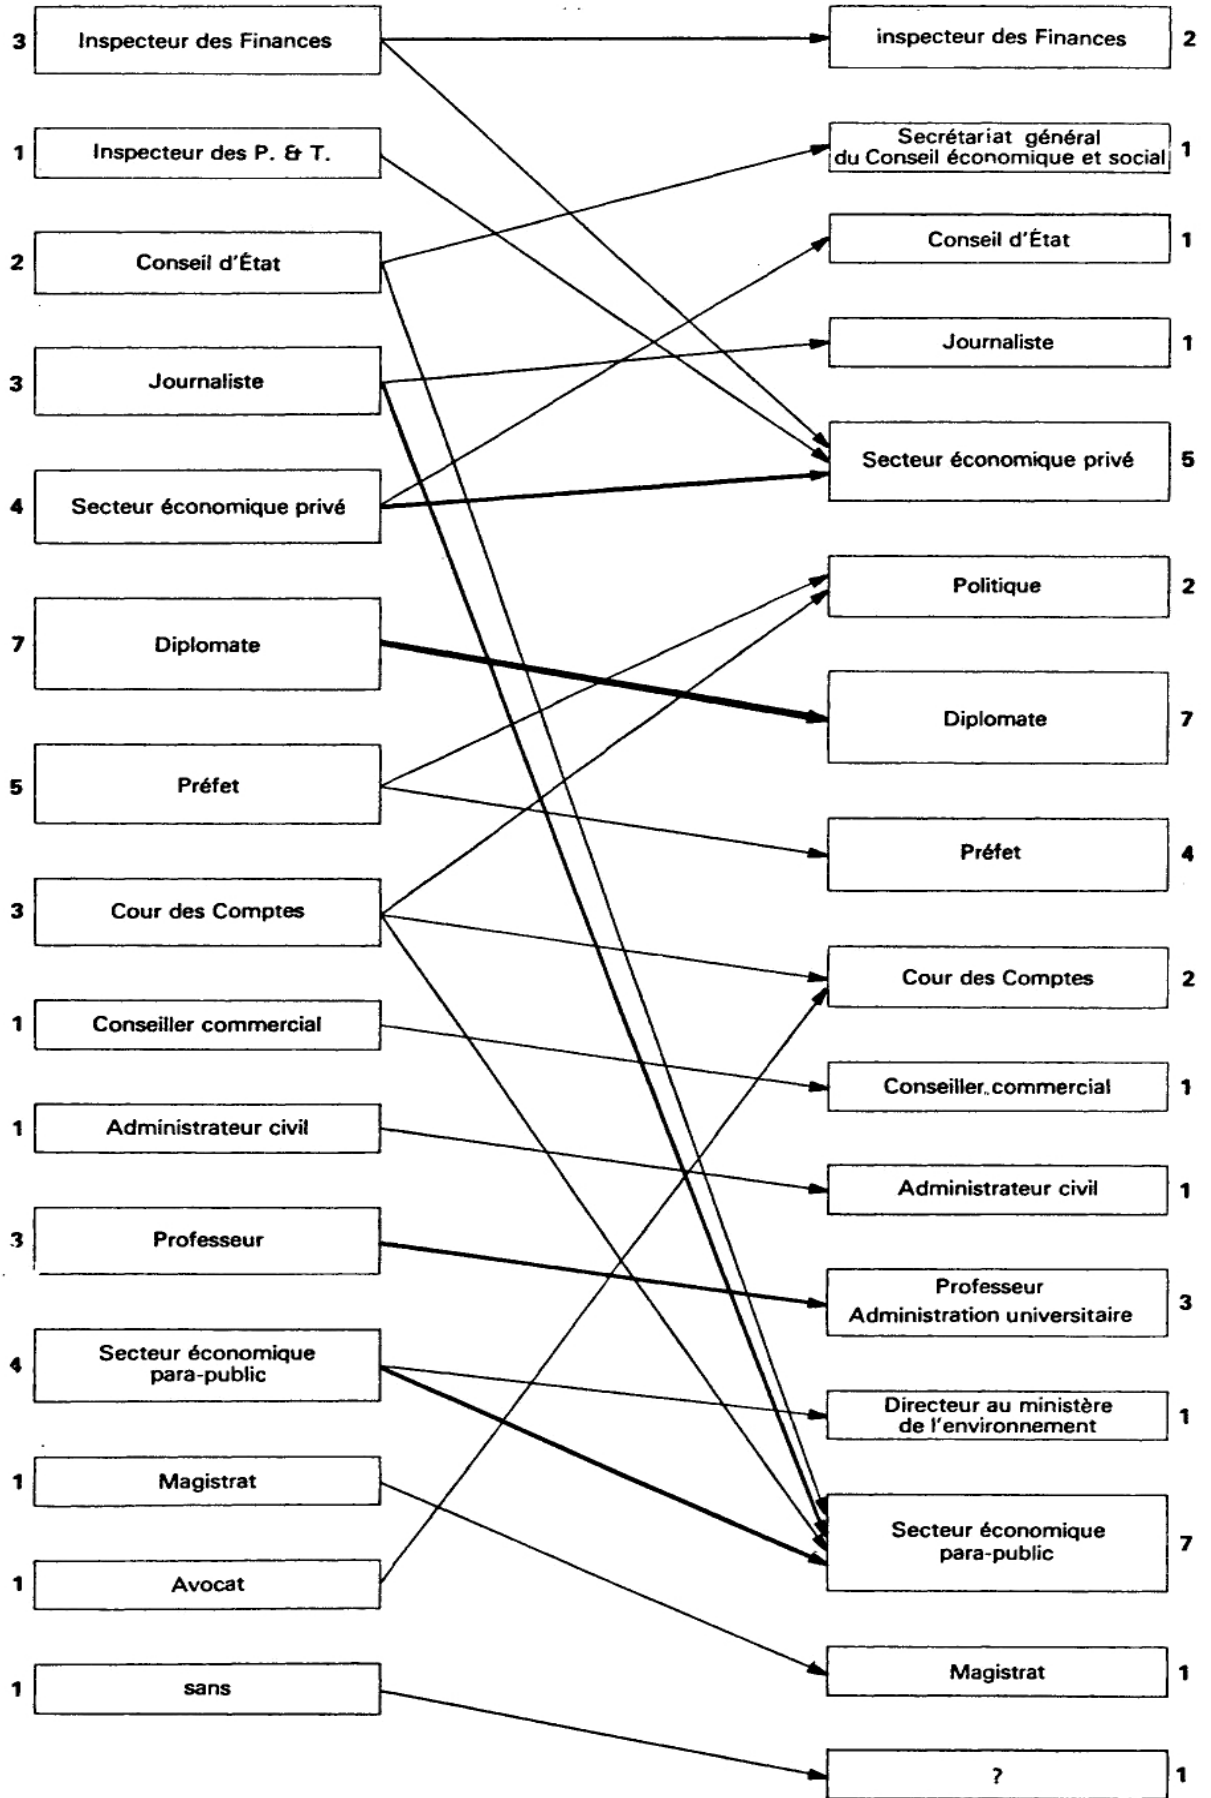 3 Inspecteur des Finances
1 Inspecteur des P. & T.
2 Conseil d'État
3 Journaliste
4 Secteur économique privé
7 Diplomate
5 Préfet
3 Cour des Comptes
1 Conseiller commercial
1 Administrateur civil
3 Professeur
4 Secteur économique
para-public
1 Magistrat
1 Avocat
1 sans
inspecteur des Finances 2
Secrétariat général
du Conseil économique et social 1
Conseil d'État 1
Journaliste 1
Secteur économique privé 5
Politique 2
Diplomate 7
Préfet 4
Cour des Comptes 2
Conseiller commercial 1
Administrateur civil 1
Professeur
Administration universitaire 3
Directeur au ministère
de l'environnement 1
Secteur économique
para-public 7
Magistrat 1
? 1